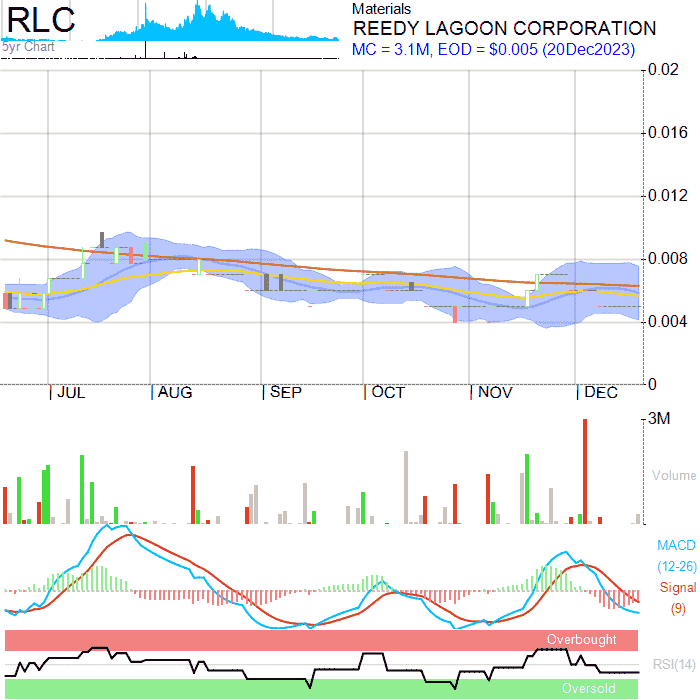 RLC
5yr Chart
Materials
REEDY LAGOON CORPORATION
MC = 3.1M, EOD = $0.005 (20Dec2023)
0.02
0.016
0.012
0.008
0.004
0
JUL AUG SEP OCT NOV DEC
3M
Volume
MACD
(12-26)
Signal
(9)
Overbought
RSI(14)
Oversold